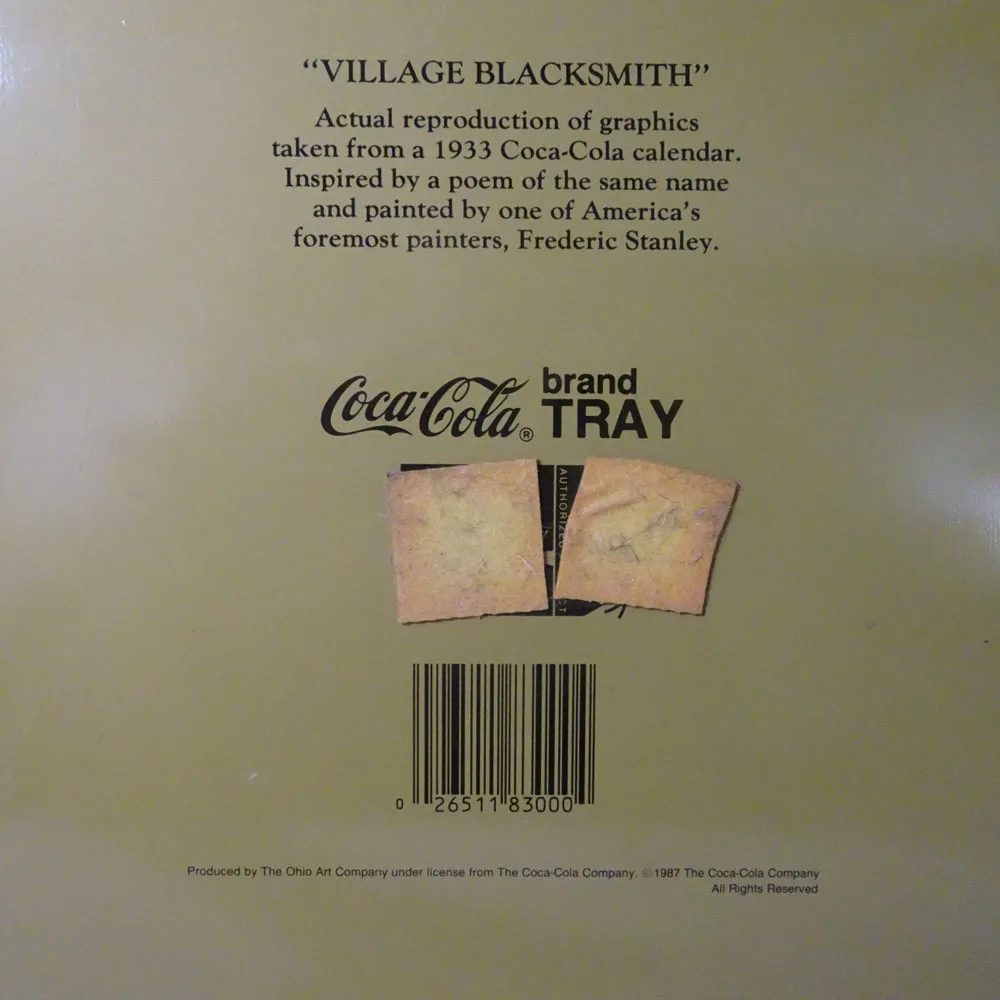 “VILLAGE BLACKSMITH”
Actual reproduction of graphics
taken from a 1933 Coca-Cola calendar.
Inspired by a poem of the same name
and painted by one of America’s
foremost painters, Frederic Stanley.
Coca-Cola® brand
TRAY
0 26511 83000
Produced by The Ohio Art Company under license from The Coca-Cola Company. ©1987 The Coca-Cola Company
All Rights Reserved